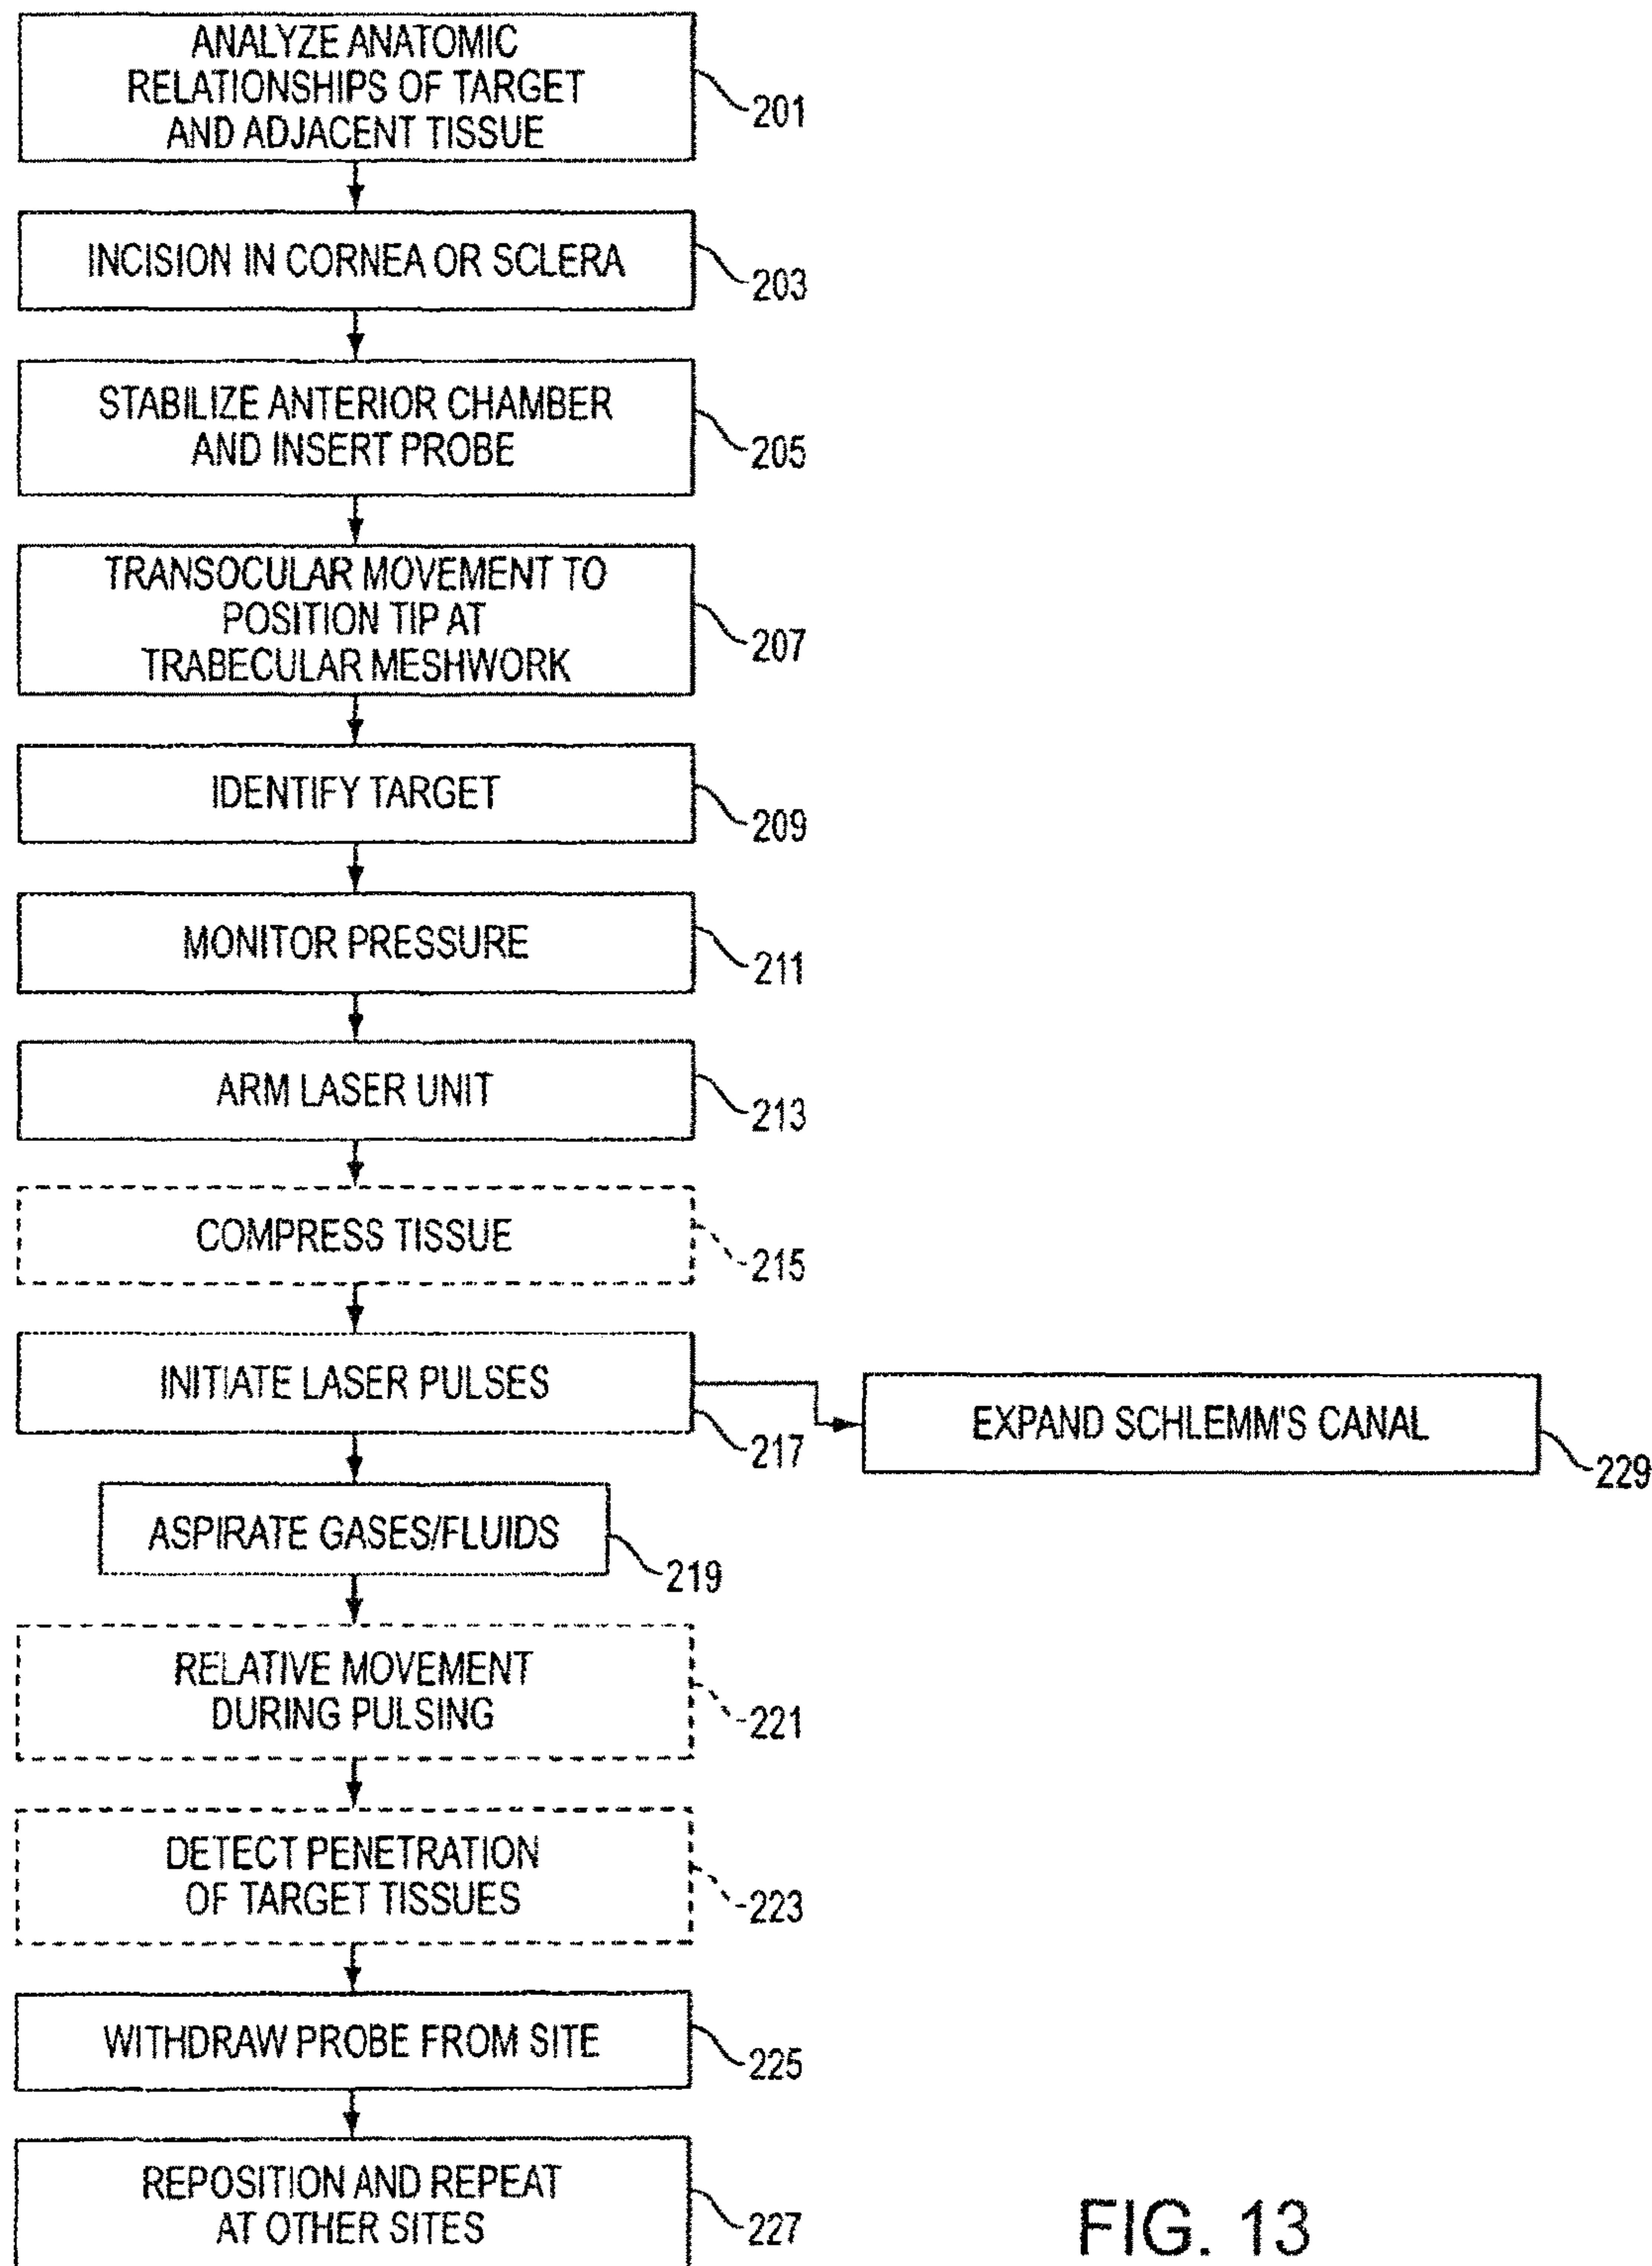 ANALYZE ANATOMIC
RELATIONSHIPS OF TARGET
AND ADJACENT TISSUE
201
INCISION IN CORNEA OR SCLERA
203
STABILIZE ANTERIOR CHAMBER
AND INSERT PROBE
205
TRANSOCULAR MOVEMENT TO
POSITION TIP AT
TRABECULAR MESHWORK
207
IDENTIFY TARGET
209
MONITOR PRESSURE
211
ARM LASER UNIT
213
COMPRESS TISSUE
215
INITIATE LASER PULSES
217
EXPAND SCHLEMM'S CANAL
229
ASPIRATE GASES/FLUIDS
219
RELATIVE MOVEMENT
DURING PULSING
221
DETECT PENETRATION
OF TARGET TISSUES
223
WITHDRAW PROBE FROM SITE
225
REPOSITION AND REPEAT
AT OTHER SITES
227
FIG. 13